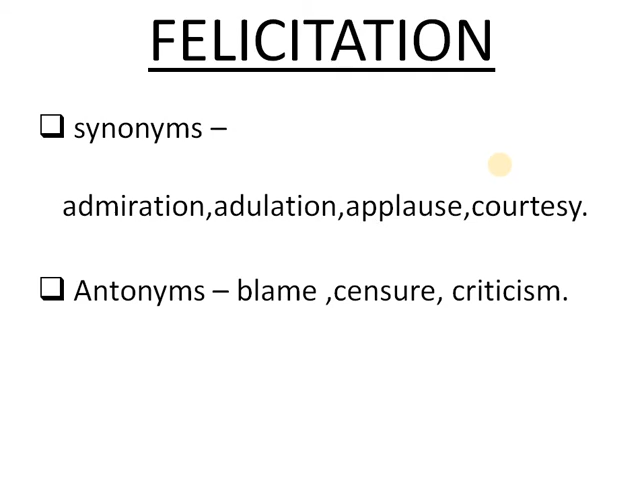 FELICITATION
❑ synonyms –
admiration,adulation,applause,courtesy.
❑ Antonyms – blame ,censure, criticism.